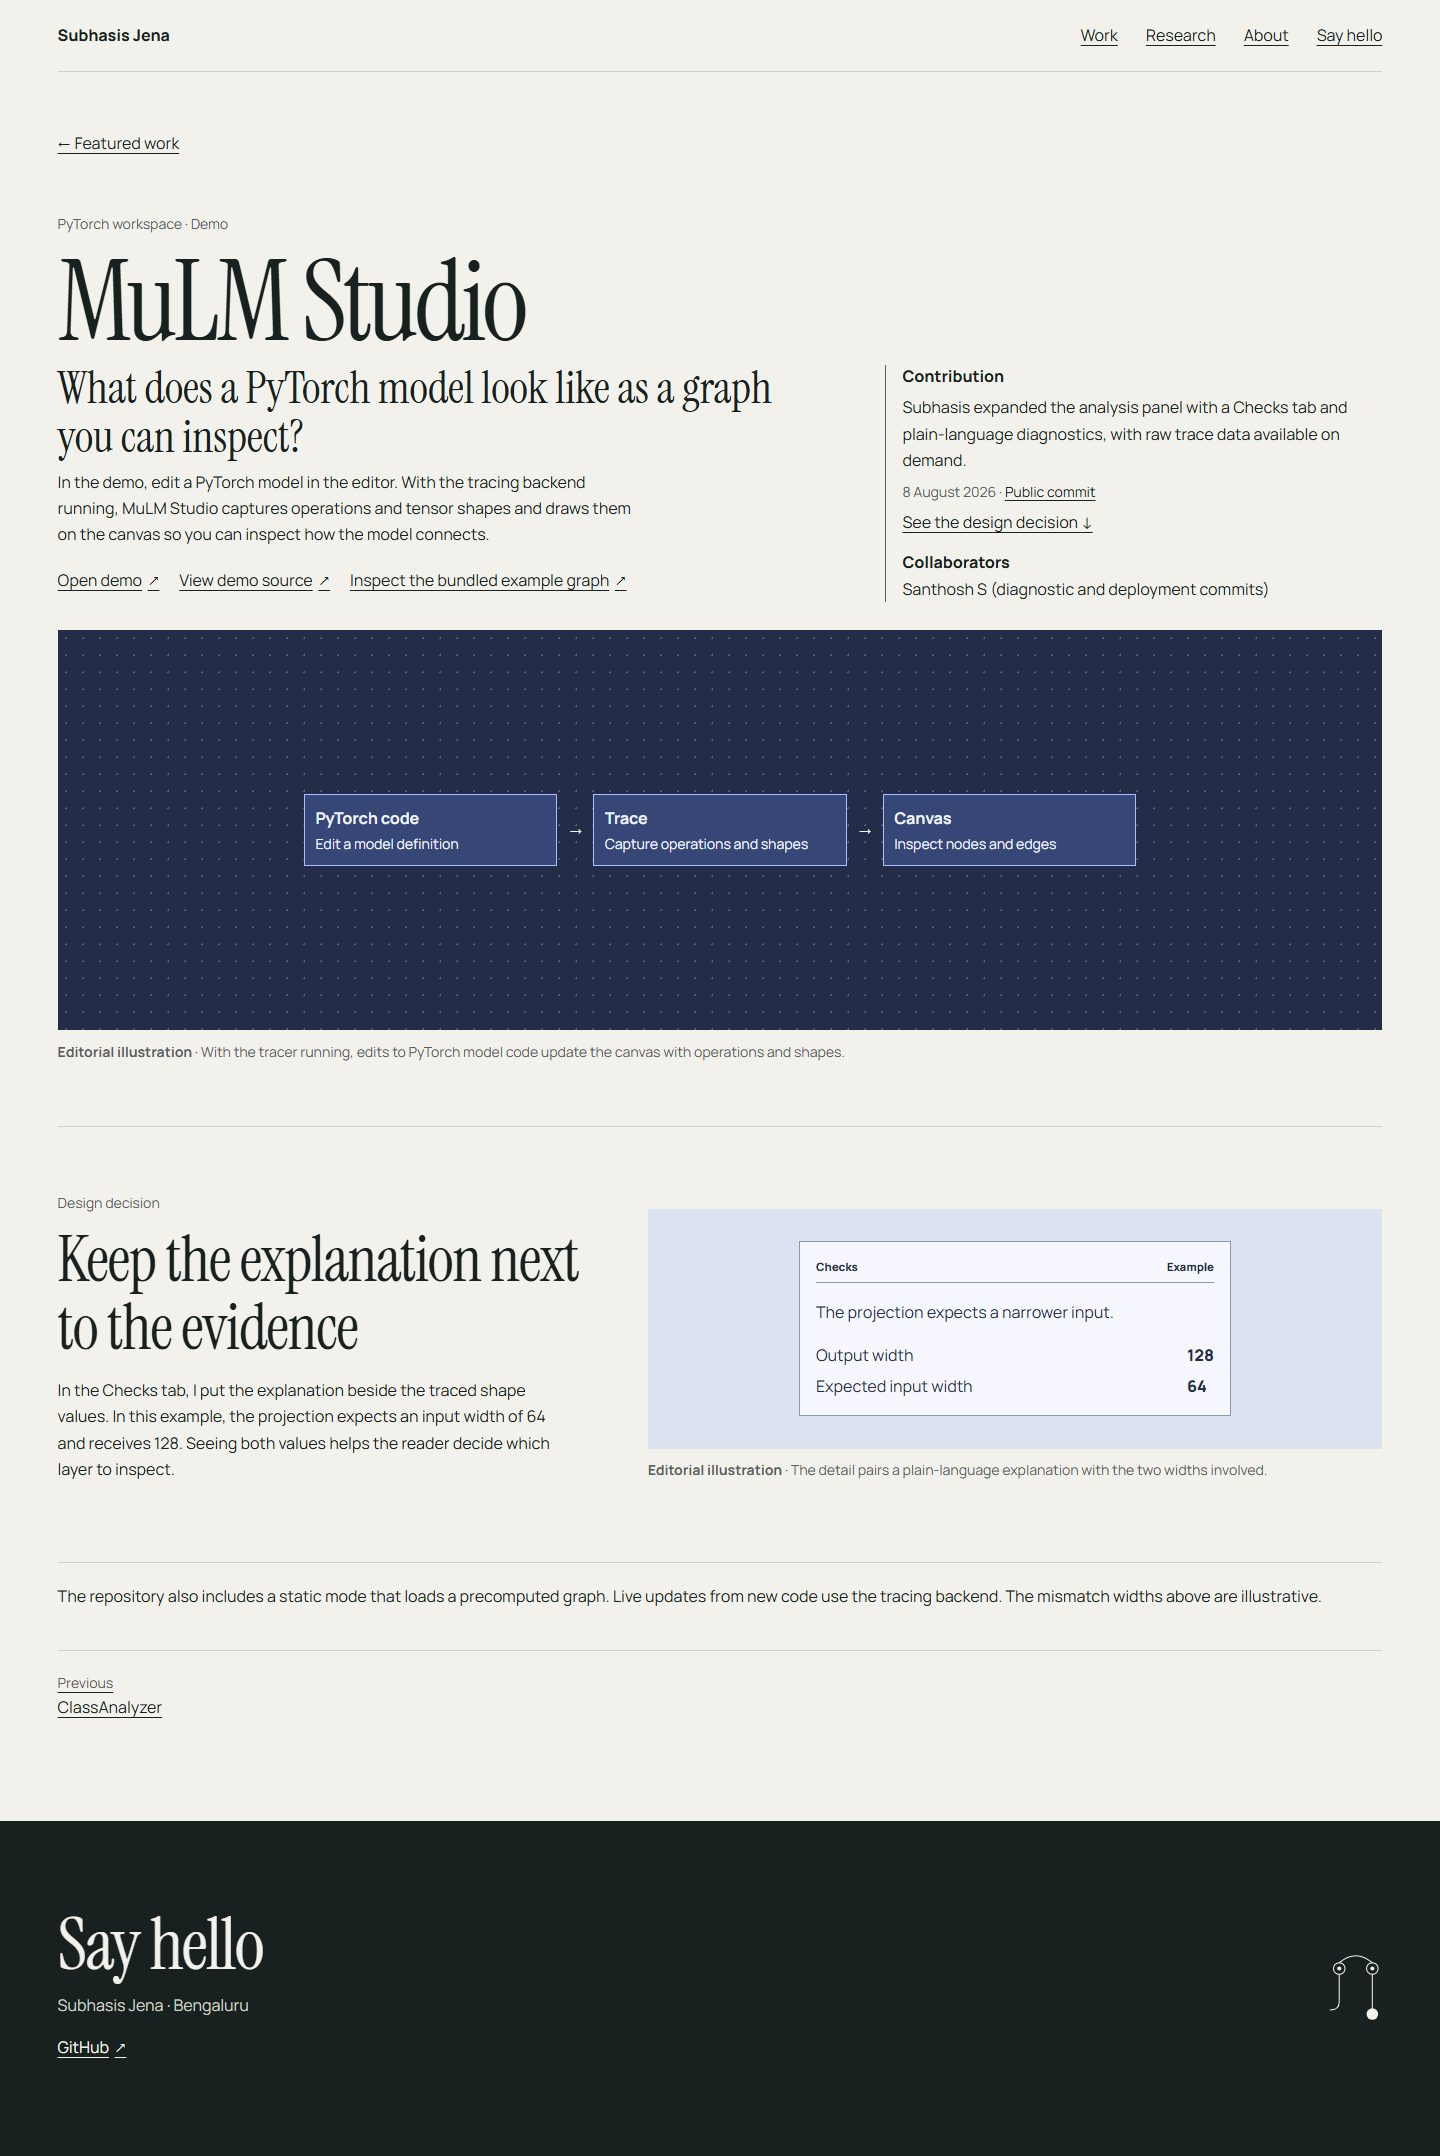 Subhasis Jena
Work Research About Say hello
← Featured work
PyTorch workspace · Demo
MuLM Studio
What does a PyTorch model look like as a graph
you can inspect?
In the demo, edit a PyTorch model in the editor. With the tracing backend
running, MuLM Studio captures operations and tensor shapes and draws them
on the canvas so you can inspect how the model connects.
Open demo ↗ View demo source ↗ Inspect the bundled example graph ↗
Contribution
Subhasis expanded the analysis panel with a Checks tab and
plain-language diagnostics, with raw trace data available on
demand.
8 August 2026 · Public commit
See the design decision ↓
Collaborators
Santhosh S (diagnostic and deployment commits)
PyTorch code
Edit a model definition
→
Trace
Capture operations and shapes
→
Canvas
Inspect nodes and edges
Editorial illustration · With the tracer running, edits to PyTorch model code update the canvas with operations and shapes.
Design decision
Keep the explanation next
to the evidence
In the Checks tab, I put the explanation beside the traced shape
values. In this example, the projection expects an input width of 64
and receives 128. Seeing both values helps the reader decide which
layer to inspect.
Checks Example
The projection expects a narrower input.
Output width 128
Expected input width 64
Editorial illustration · The detail pairs a plain-language explanation with the two widths involved.
The repository also includes a static mode that loads a precomputed graph. Live updates from new code use the tracing backend. The mismatch widths above are illustrative.
Previous
ClassAnalyzer
Say hello
Subhasis Jena · Bengaluru
GitHub ↗